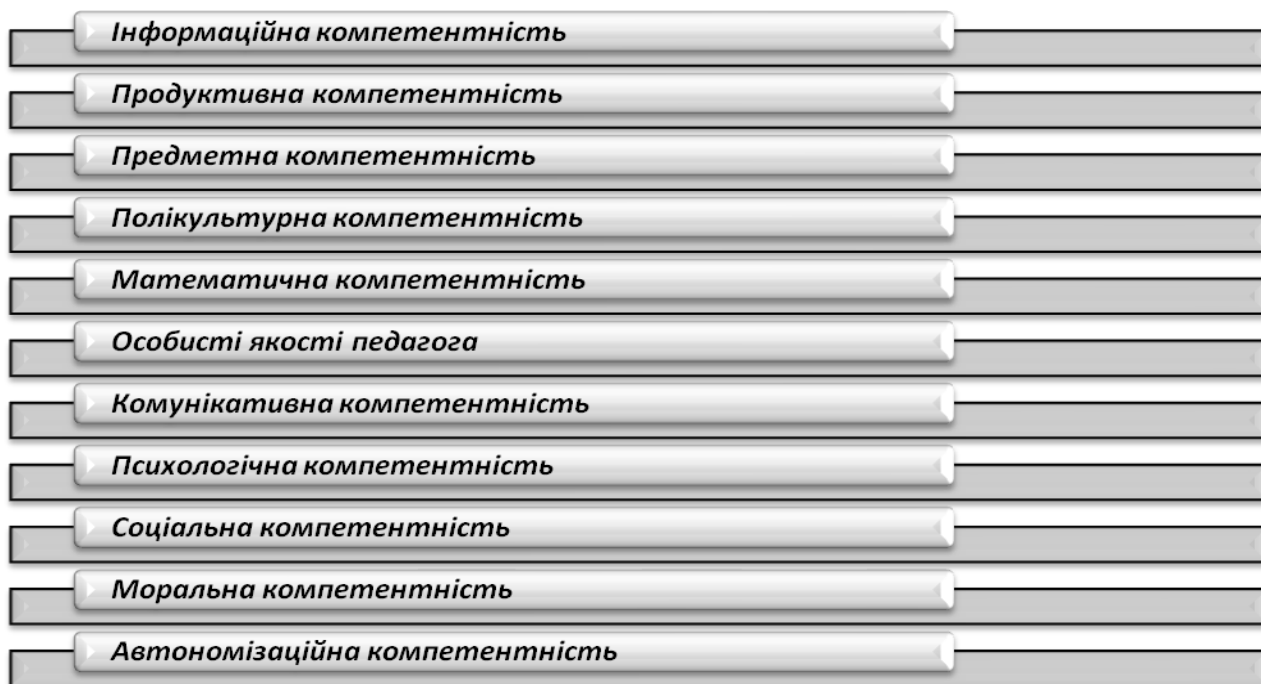 Інформаційна компетентність
Продуктивна компетентність
Предметна компетентність
Полікультурна компетентність
Математична компетентність
Особисті якості педагога
Комунікативна компетентність
Психологічна компетентність
Соціальна компетентність
Моральна компетентність
Автономізаційна компетентність